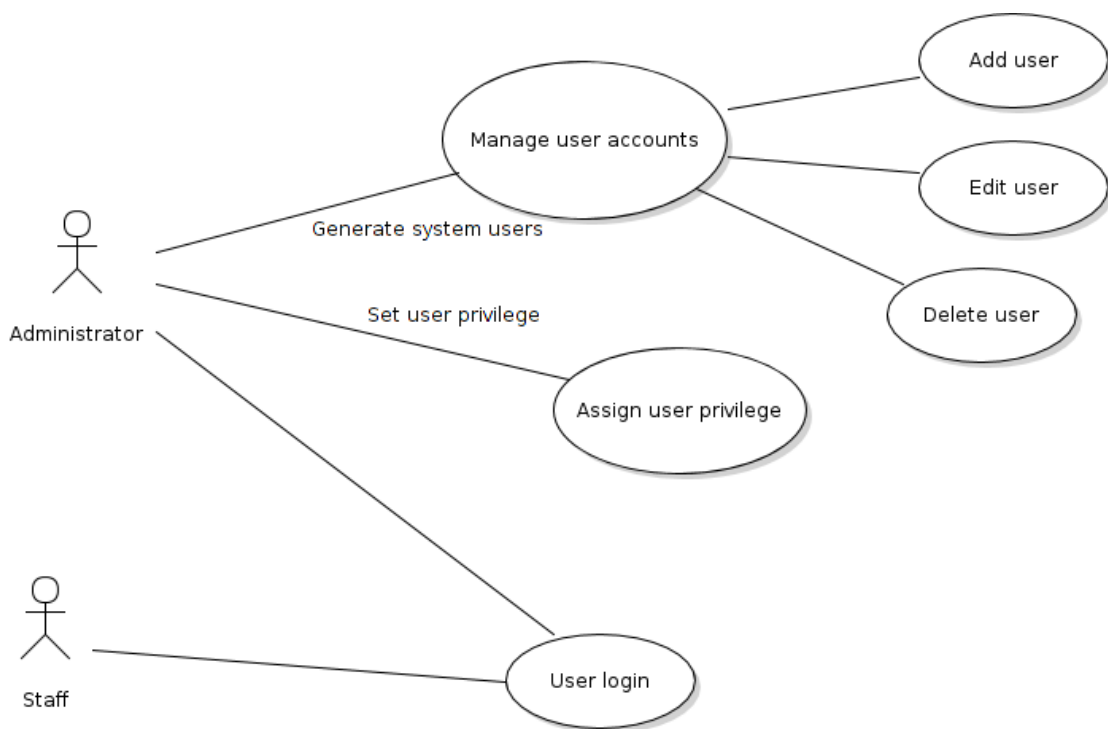 Add user
Manage user accounts
Edit user
Generate system users
Delete user
Set user privilege
Administrator
Assign user privilege
User login
Staff